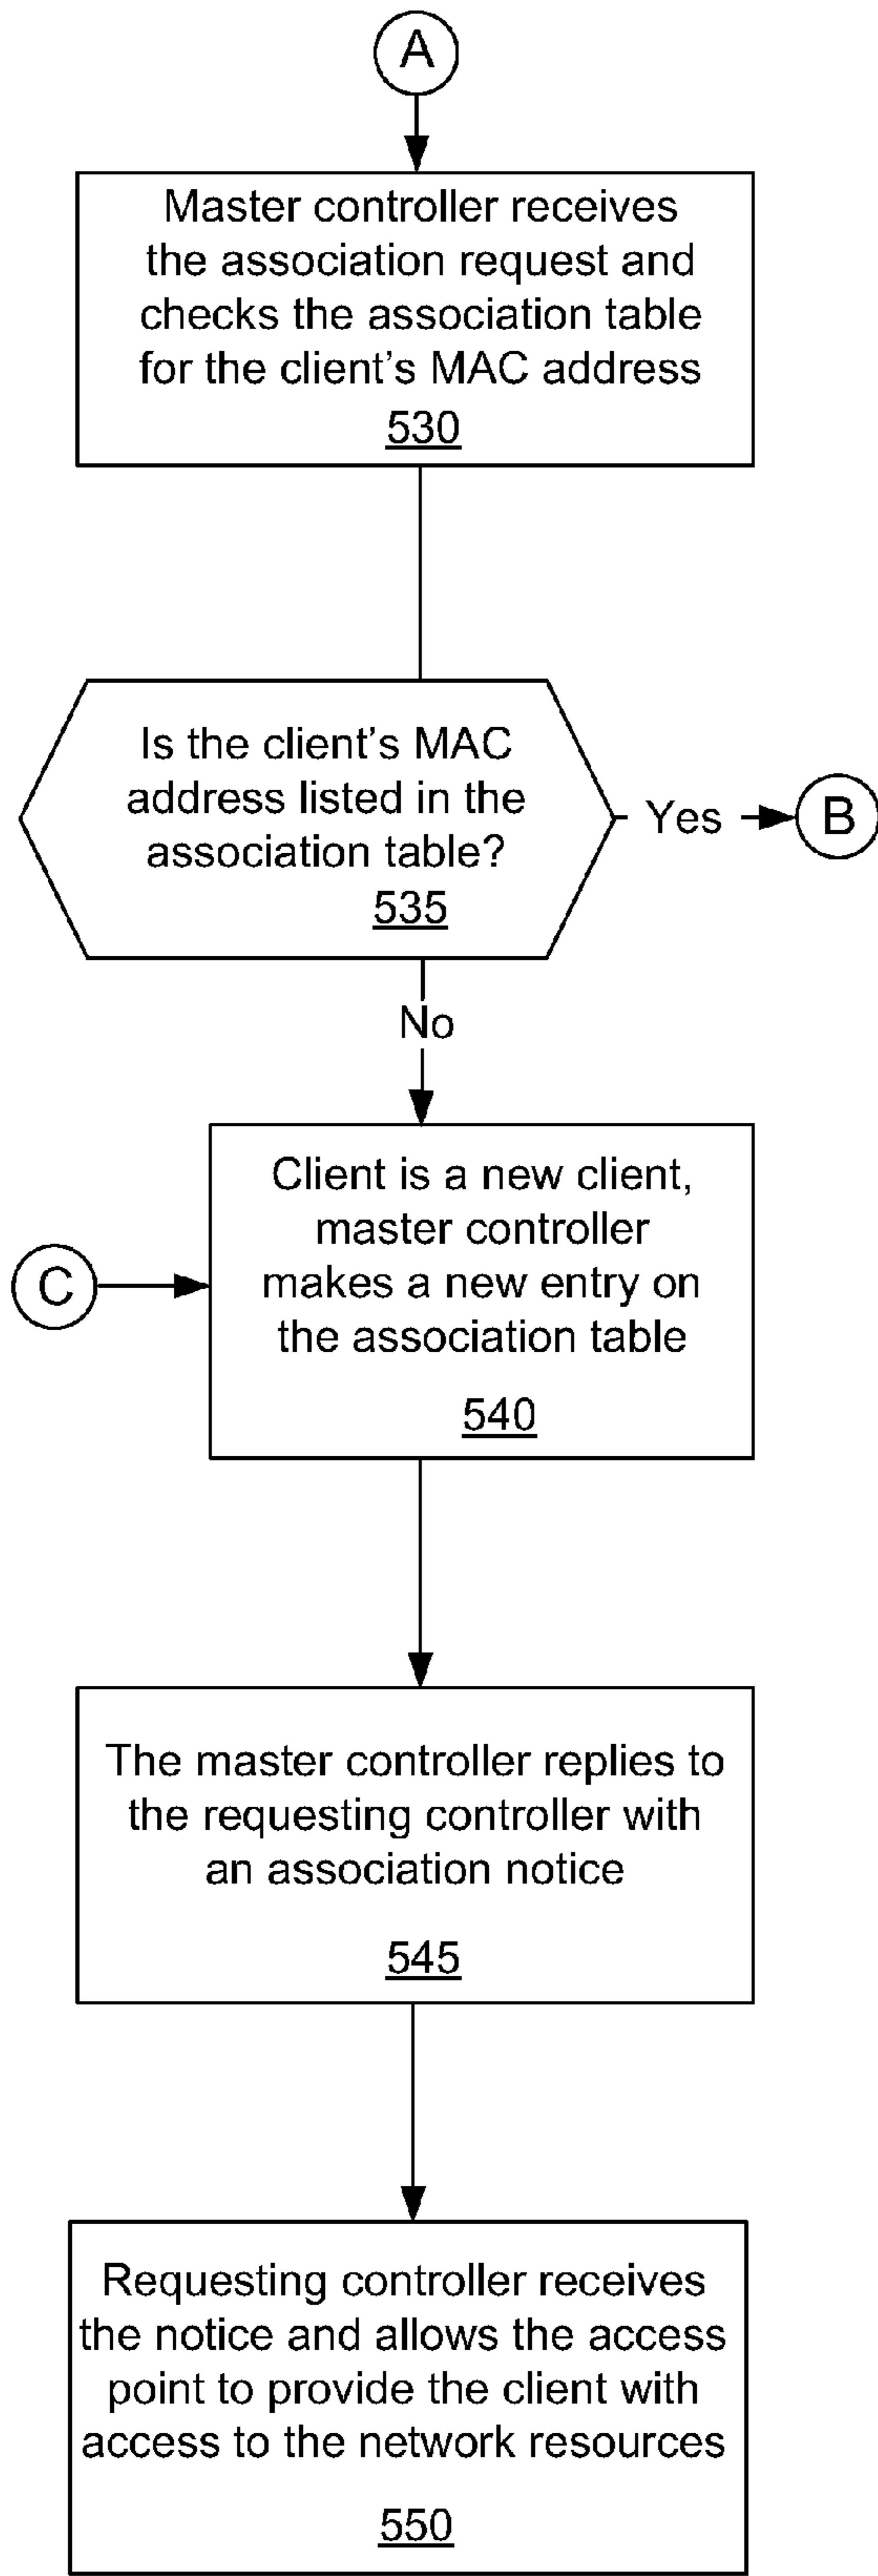 A
Master controller receives
the association request and
checks the association table
for the client's MAC address
530
Is the client's MAC
address listed in the
association table?
535
Yes
B
No
Client is a new client,
master controller
makes a new entry on
the association table
540
C
The master controller replies to
the requesting controller with
an association notice
545
Requesting controller receives
the notice and allows the access
point to provide the client with
access to the network resources
550